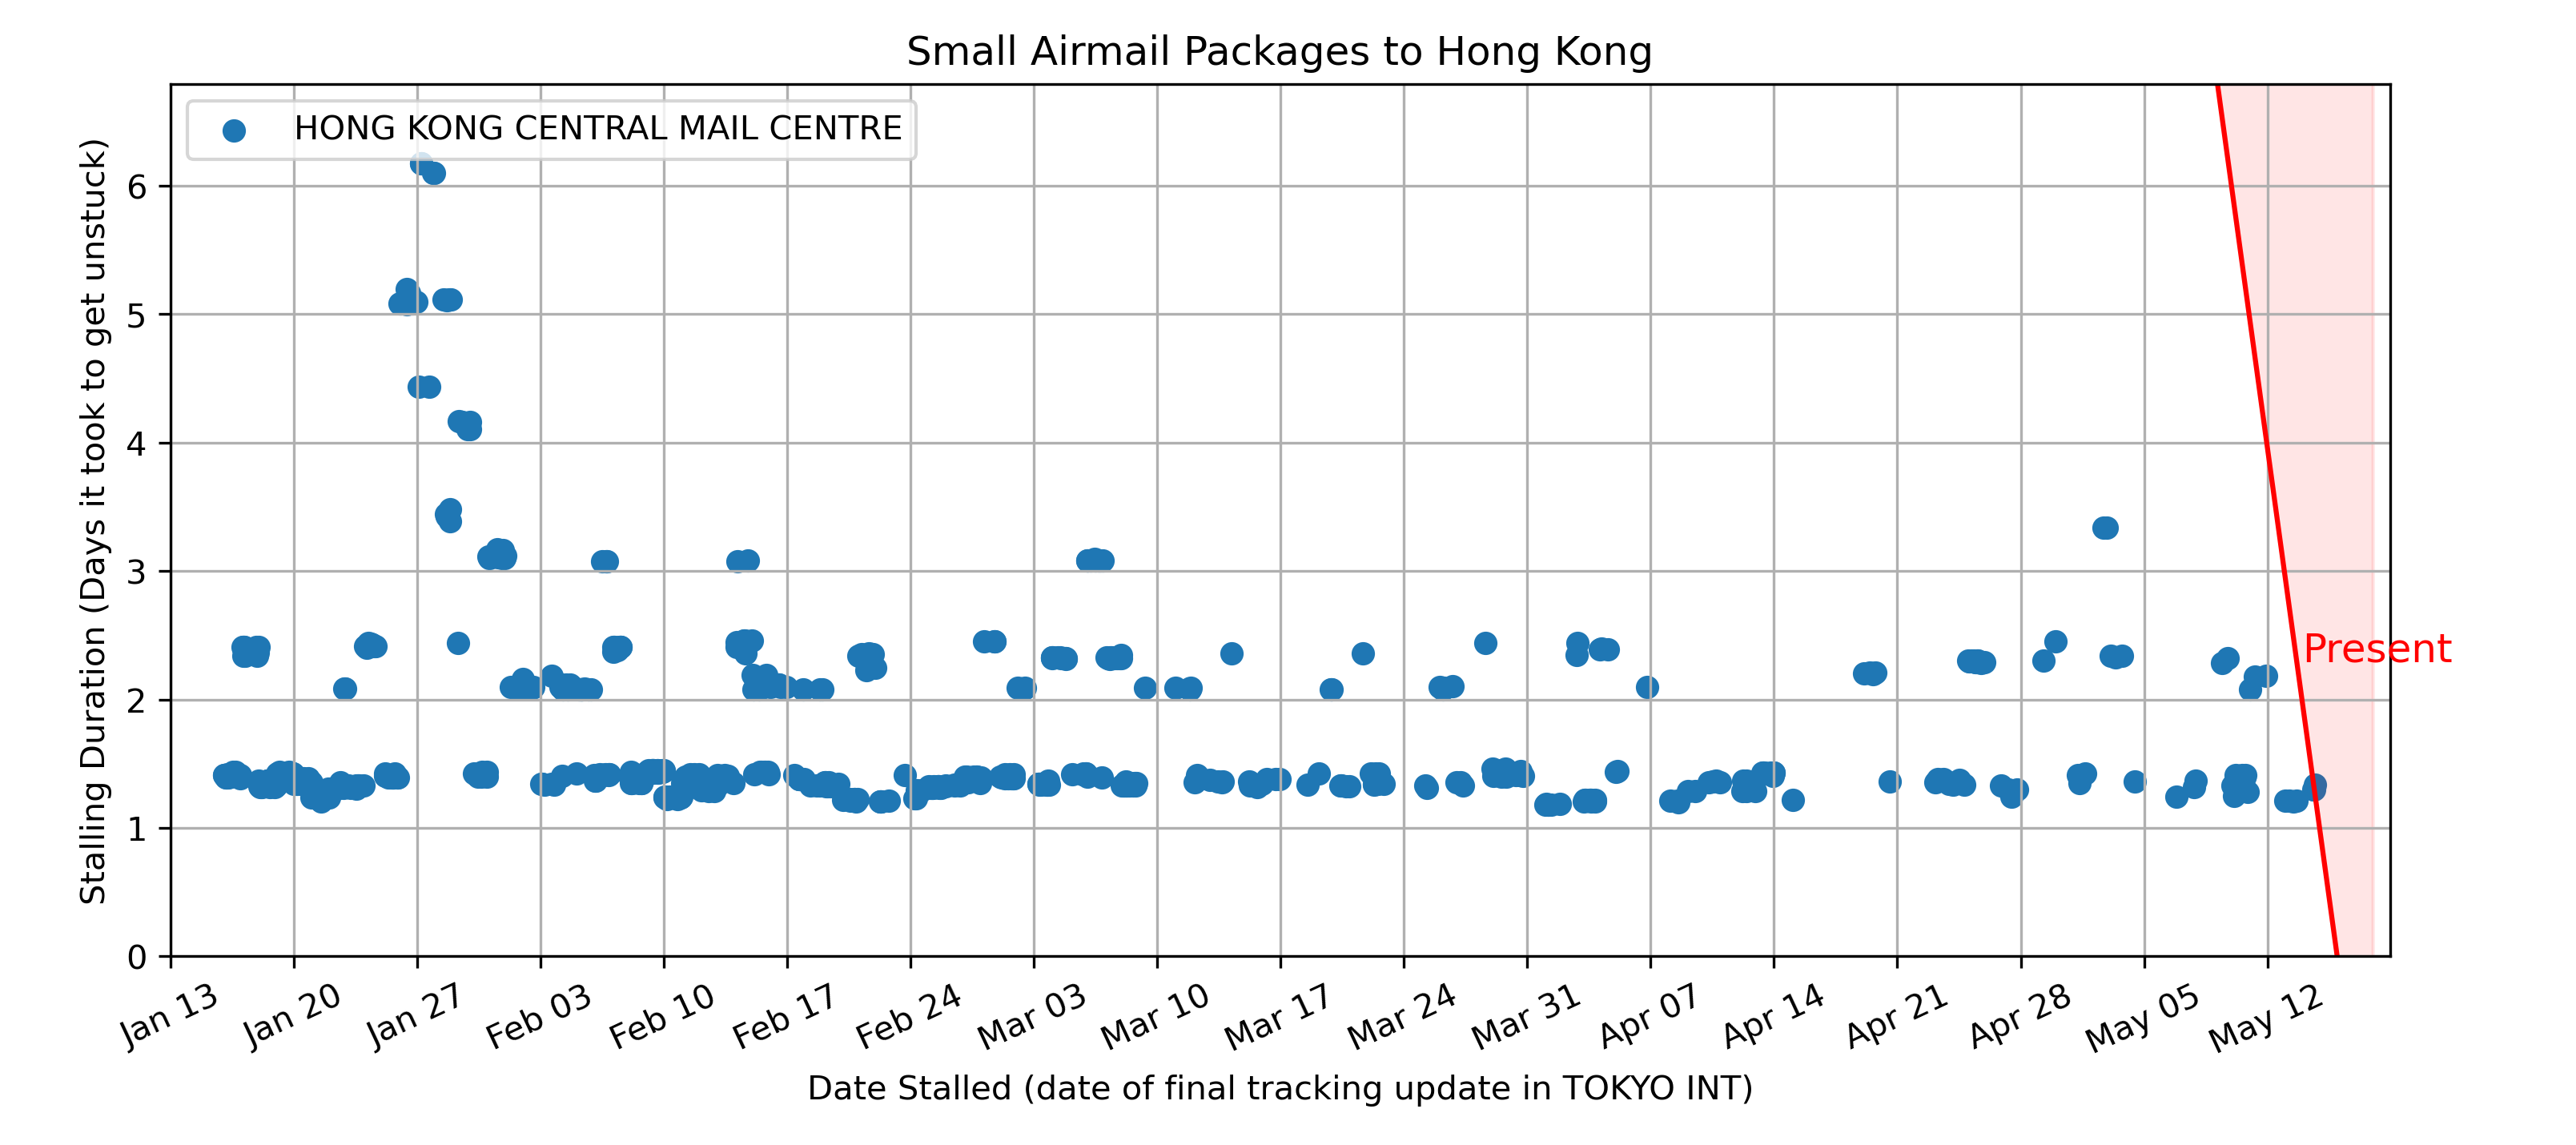 Small Airmail Packages to Hong Kong
HONG KONG CENTRAL MAIL CENTRE
Stalling Duration (Days it took to get unstuck)
6
5
4
3
2
1
0
Present
Jan 13
Jan 20
Jan 27
Feb 03
Feb 10
Feb 17
Feb 24
Mar 03
Mar 10
Mar 17
Mar 24
Mar 31
Apr 07
Apr 14
Apr 21
Apr 28
May 05
May 12
Date Stalled (date of final tracking update in TOKYO INT)